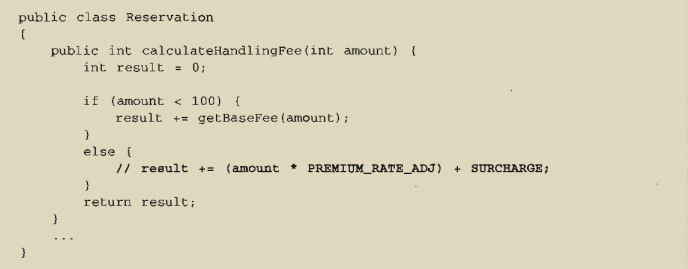 public class Reservation
{
    public int calculateHandlingFee(int amount) {
        int result = 0;

        if (amount < 100) {
            result += getBaseFee(amount);
        }
        else {
            // result += (amount * PREMIUM_RATE_ADJ) + SURCHARGE;
        }
        return result;
    }
    ...
}